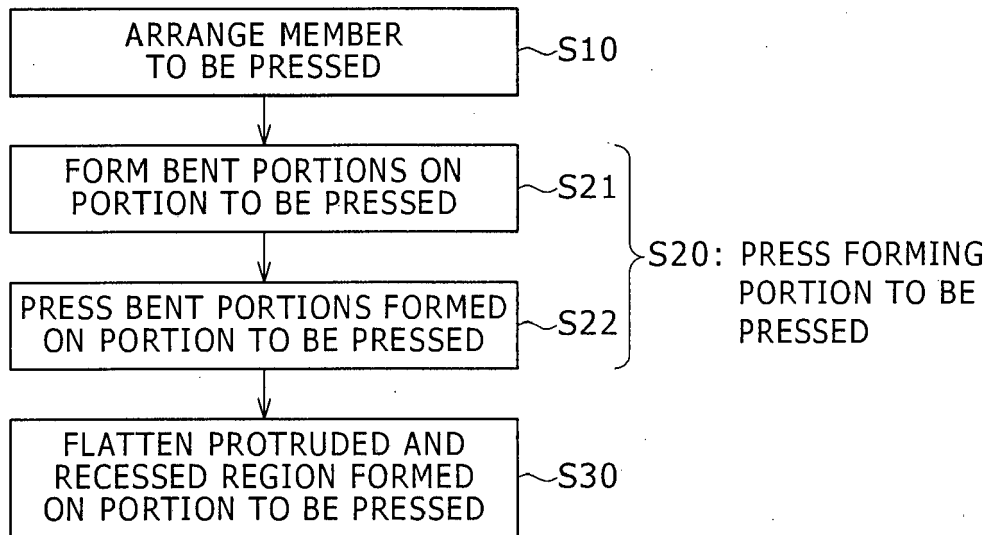 ARRANGE MEMBER
TO BE PRESSED
S10
FORM BENT PORTIONS ON
PORTION TO BE PRESSED
S21
PRESS BENT PORTIONS FORMED
ON PORTION TO BE PRESSED
S22
S20: PRESS FORMING
PORTION TO BE
PRESSED
FLATTEN PROTRUDED AND
RECESSED REGION FORMED
ON PORTION TO BE PRESSED
S30